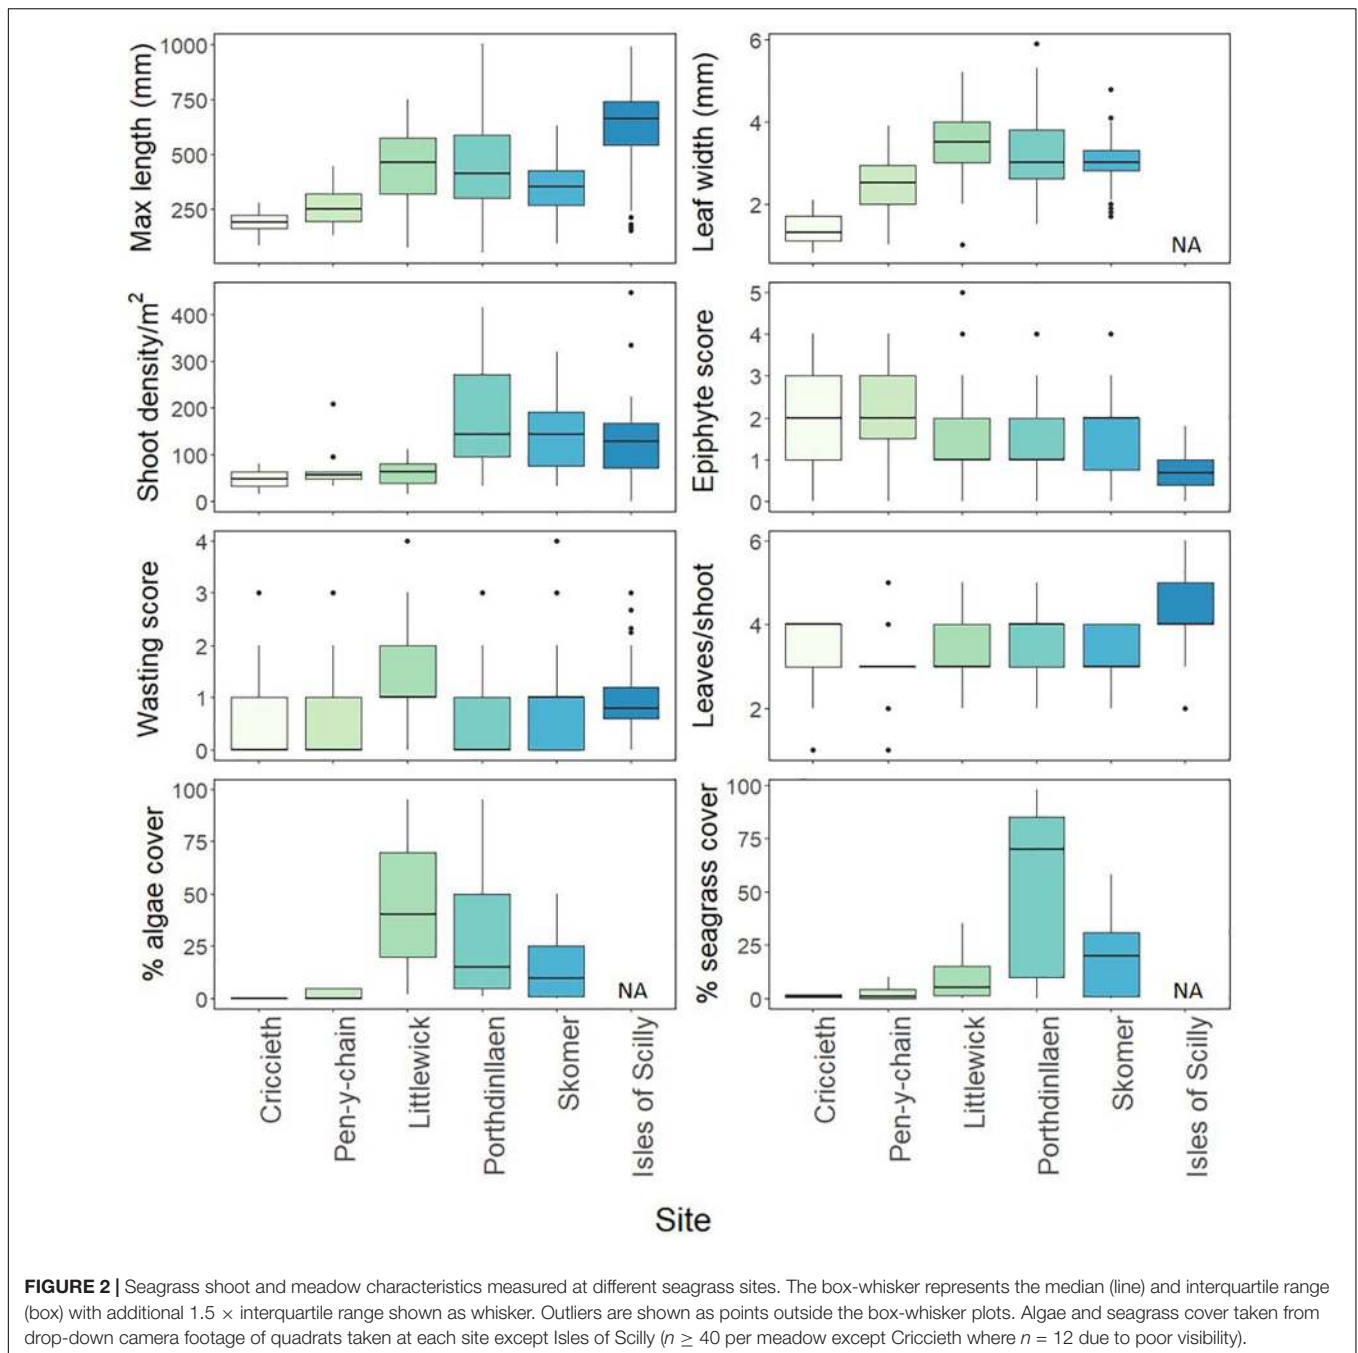 Max length (mm)
1000
750
500
250
Leaf width (mm)
6
4
2
NA
Shoot density/m²
400
300
200
100
0
Epiphyte score
5
4
3
2
1
0
Wasting score
4
3
2
1
0
Leaves/shoot
6
4
2
% algae cover
100
75
50
25
0
NA
% seagrass cover
100
75
50
25
0
NA
Criccieth
Pen-y-chain
Littlewick
Porthdinllaen
Skomer
Isles of Scilly
Criccieth
Pen-y-chain
Littlewick
Porthdinllaen
Skomer
Isles of Scilly
Site
FIGURE 2 | Seagrass shoot and meadow characteristics measured at different seagrass sites. The box-whisker represents the median (line) and interquartile range
(box) with additional 1.5 × interquartile range shown as whisker. Outliers are shown as points outside the box-whisker plots. Algae and seagrass cover taken from
drop-down camera footage of quadrats taken at each site except Isles of Scilly (n ≥ 40 per meadow except Criccieth where n = 12 due to poor visibility).